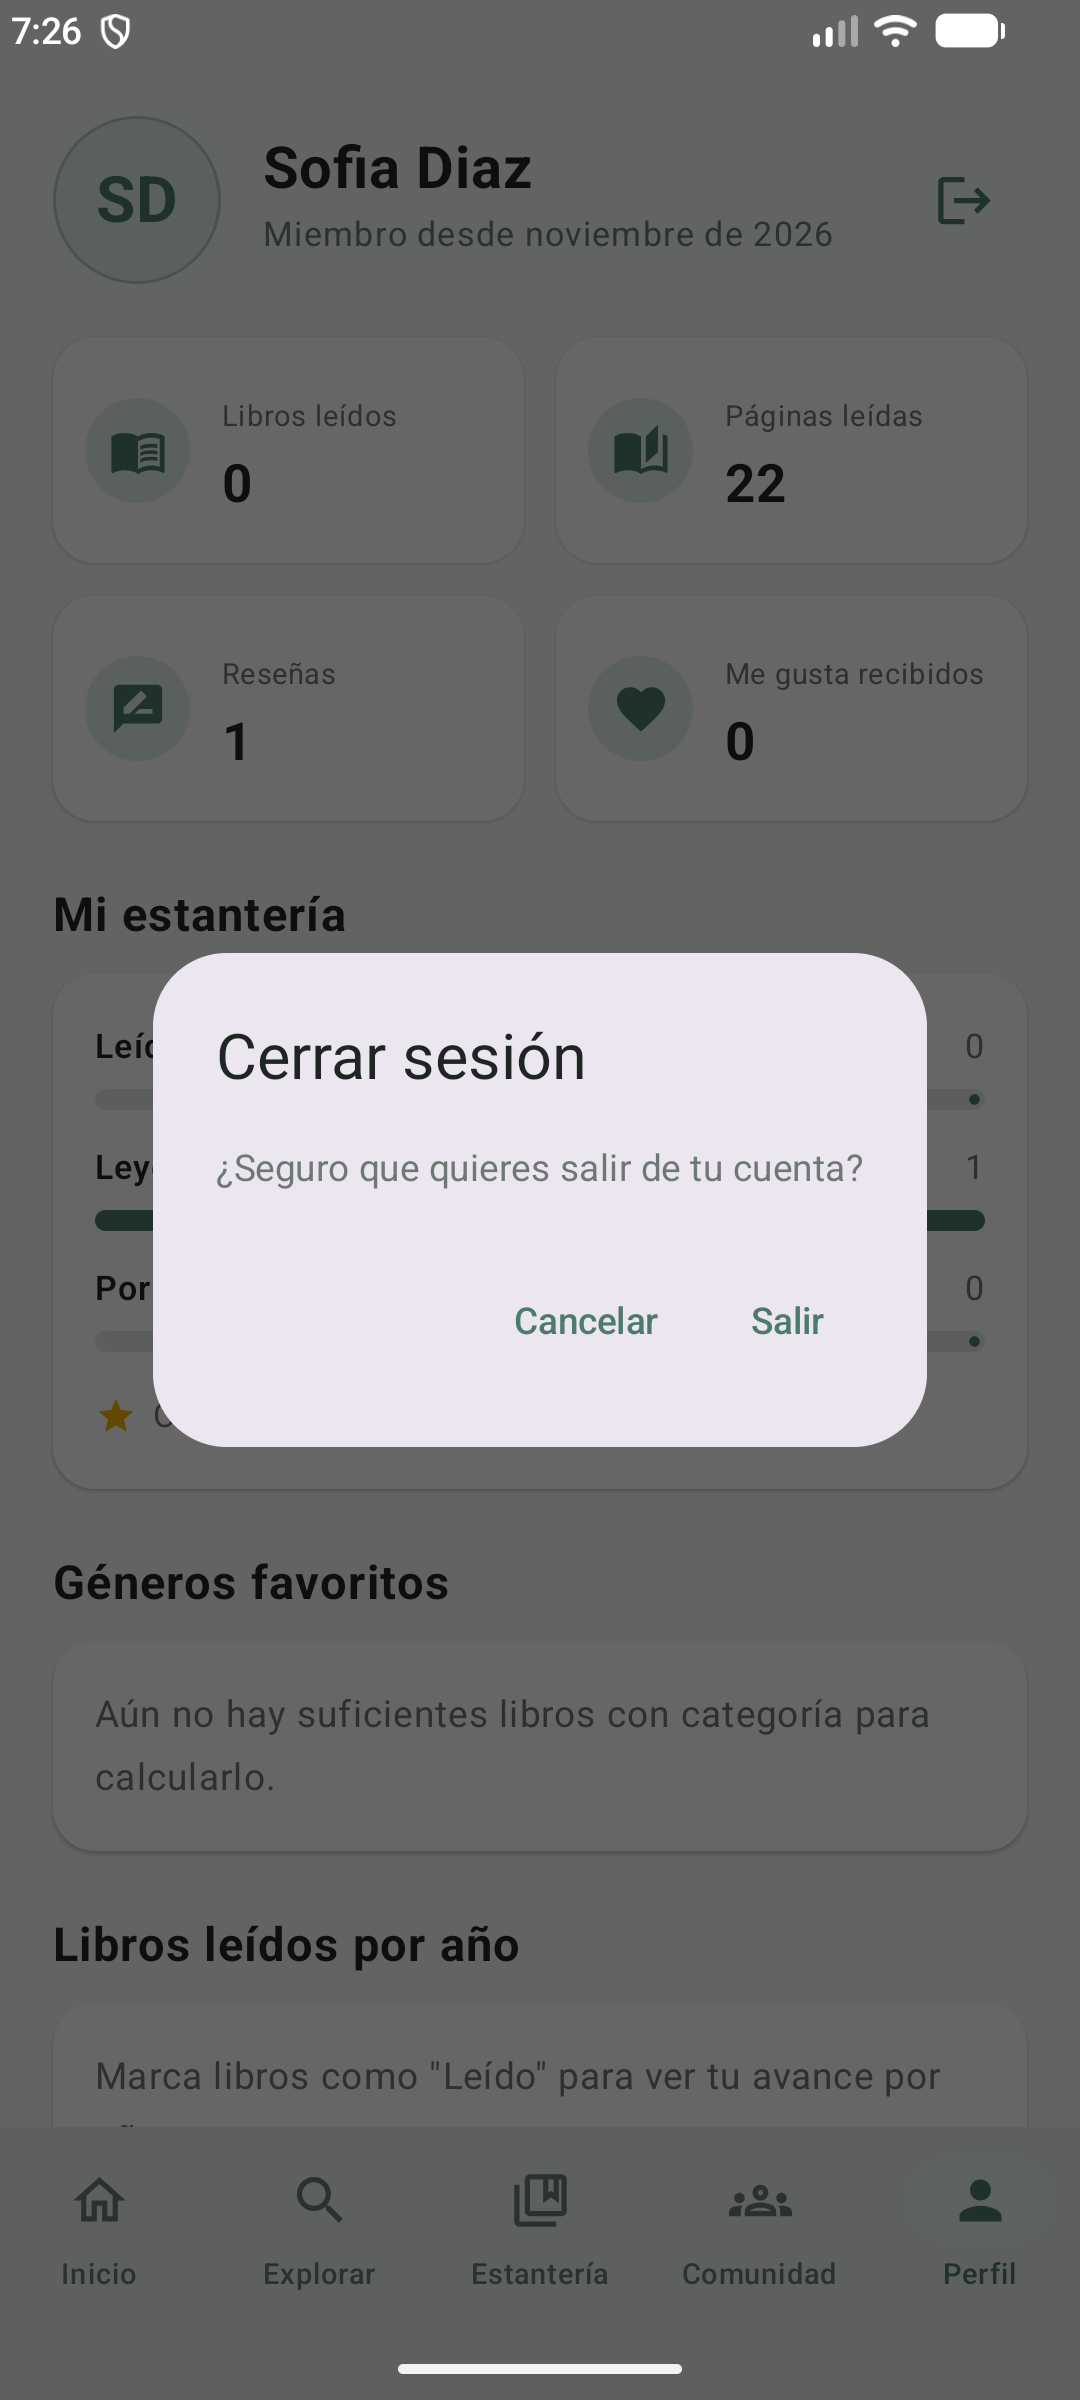 7:26
SD
Sofia Diaz
Miembro desde noviembre de 2026
Libros leídos
0
Páginas leídas
22
Reseñas
1
Me gusta recibidos
0
Mi estantería
0
1
Por
0
Cerrar sesión
¿Seguro que quieres salir de tu cuenta?
Cancelar
Salir
Géneros favoritos
Aún no hay suficientes libros con categoría para
calcularlo.
Libros leídos por año
Marca libros como "Leído" para ver tu avance por
Inicio
Explorar
Estantería
Comunidad
Perfil